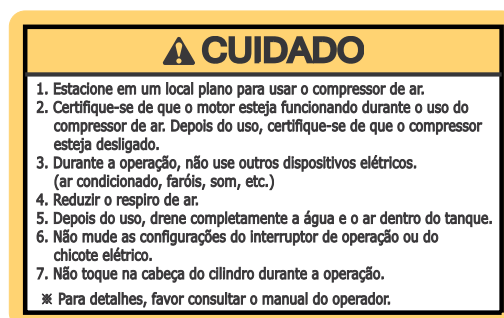 CUIDADO
1. Estacione em um local plano para usar o compressor de ar.
2. Certifique-se de que o motor esteja funcionando durante o uso do
compressor de ar. Depois do uso, certifique-se de que o compressor
esteja desligado.
3. Durante a operação, não use outros dispositivos elétricos.
(ar condicionado, faróis, som, etc.)
4. Reduzir o respiro de ar.
5. Depois do uso, drene completamente a água e o ar dentro do tanque.
6. Não mude as configurações do interruptor de operação ou do
chicote elétrico.
7. Não toque na cabeça do cilindro durante a operação.
※ Para detalhes, favor consultar o manual do operador.